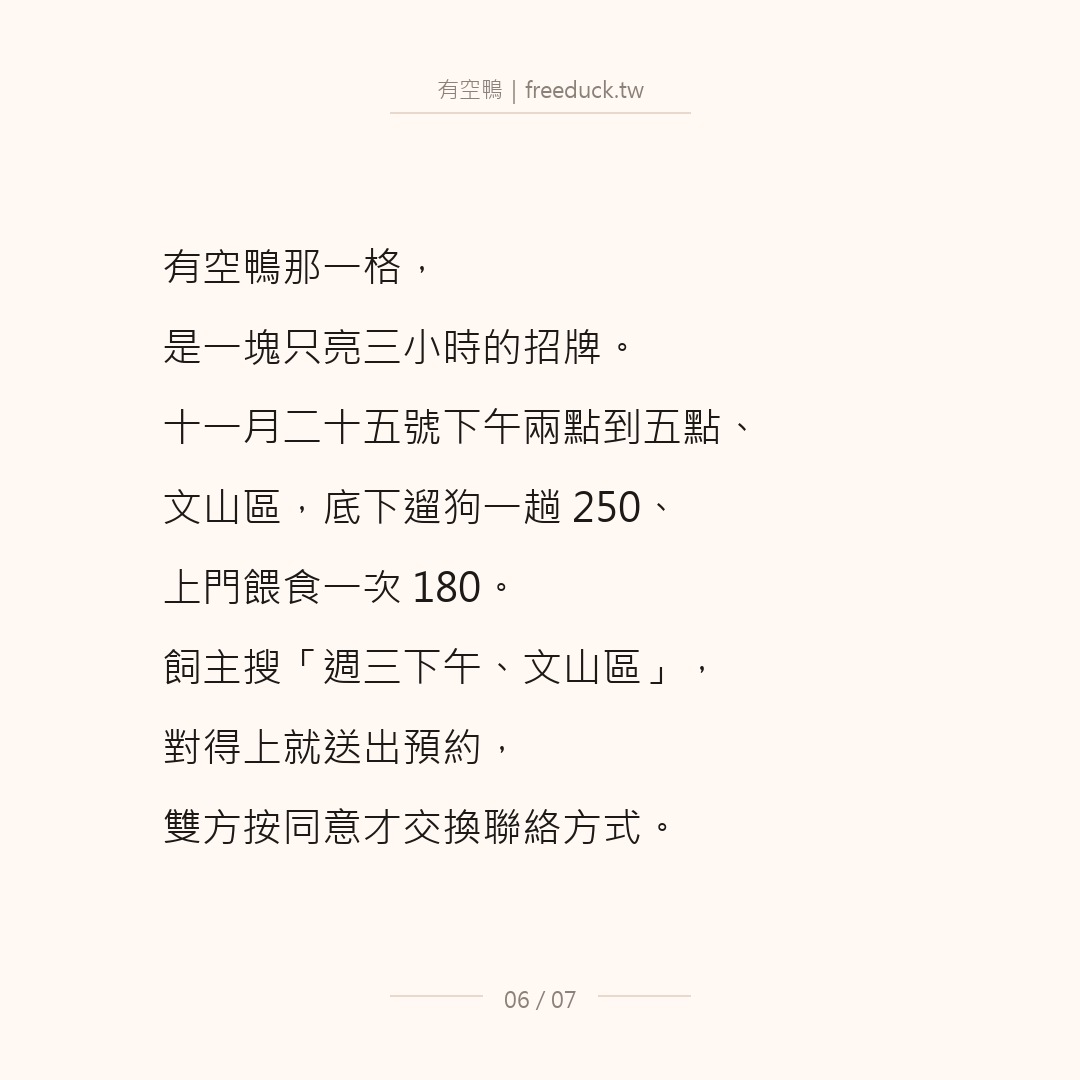 有空鴨｜freeduck.tw
有空鴨那一格，
是一塊只亮三小時的招牌。
十一月二十五號下午兩點到五點、
文山區，底下遛狗一趟 250、
上門餵食一次 180。
飼主搜「週三下午、文山區」，
對得上就送出預約，
雙方按同意才交換聯絡方式。
06 / 07